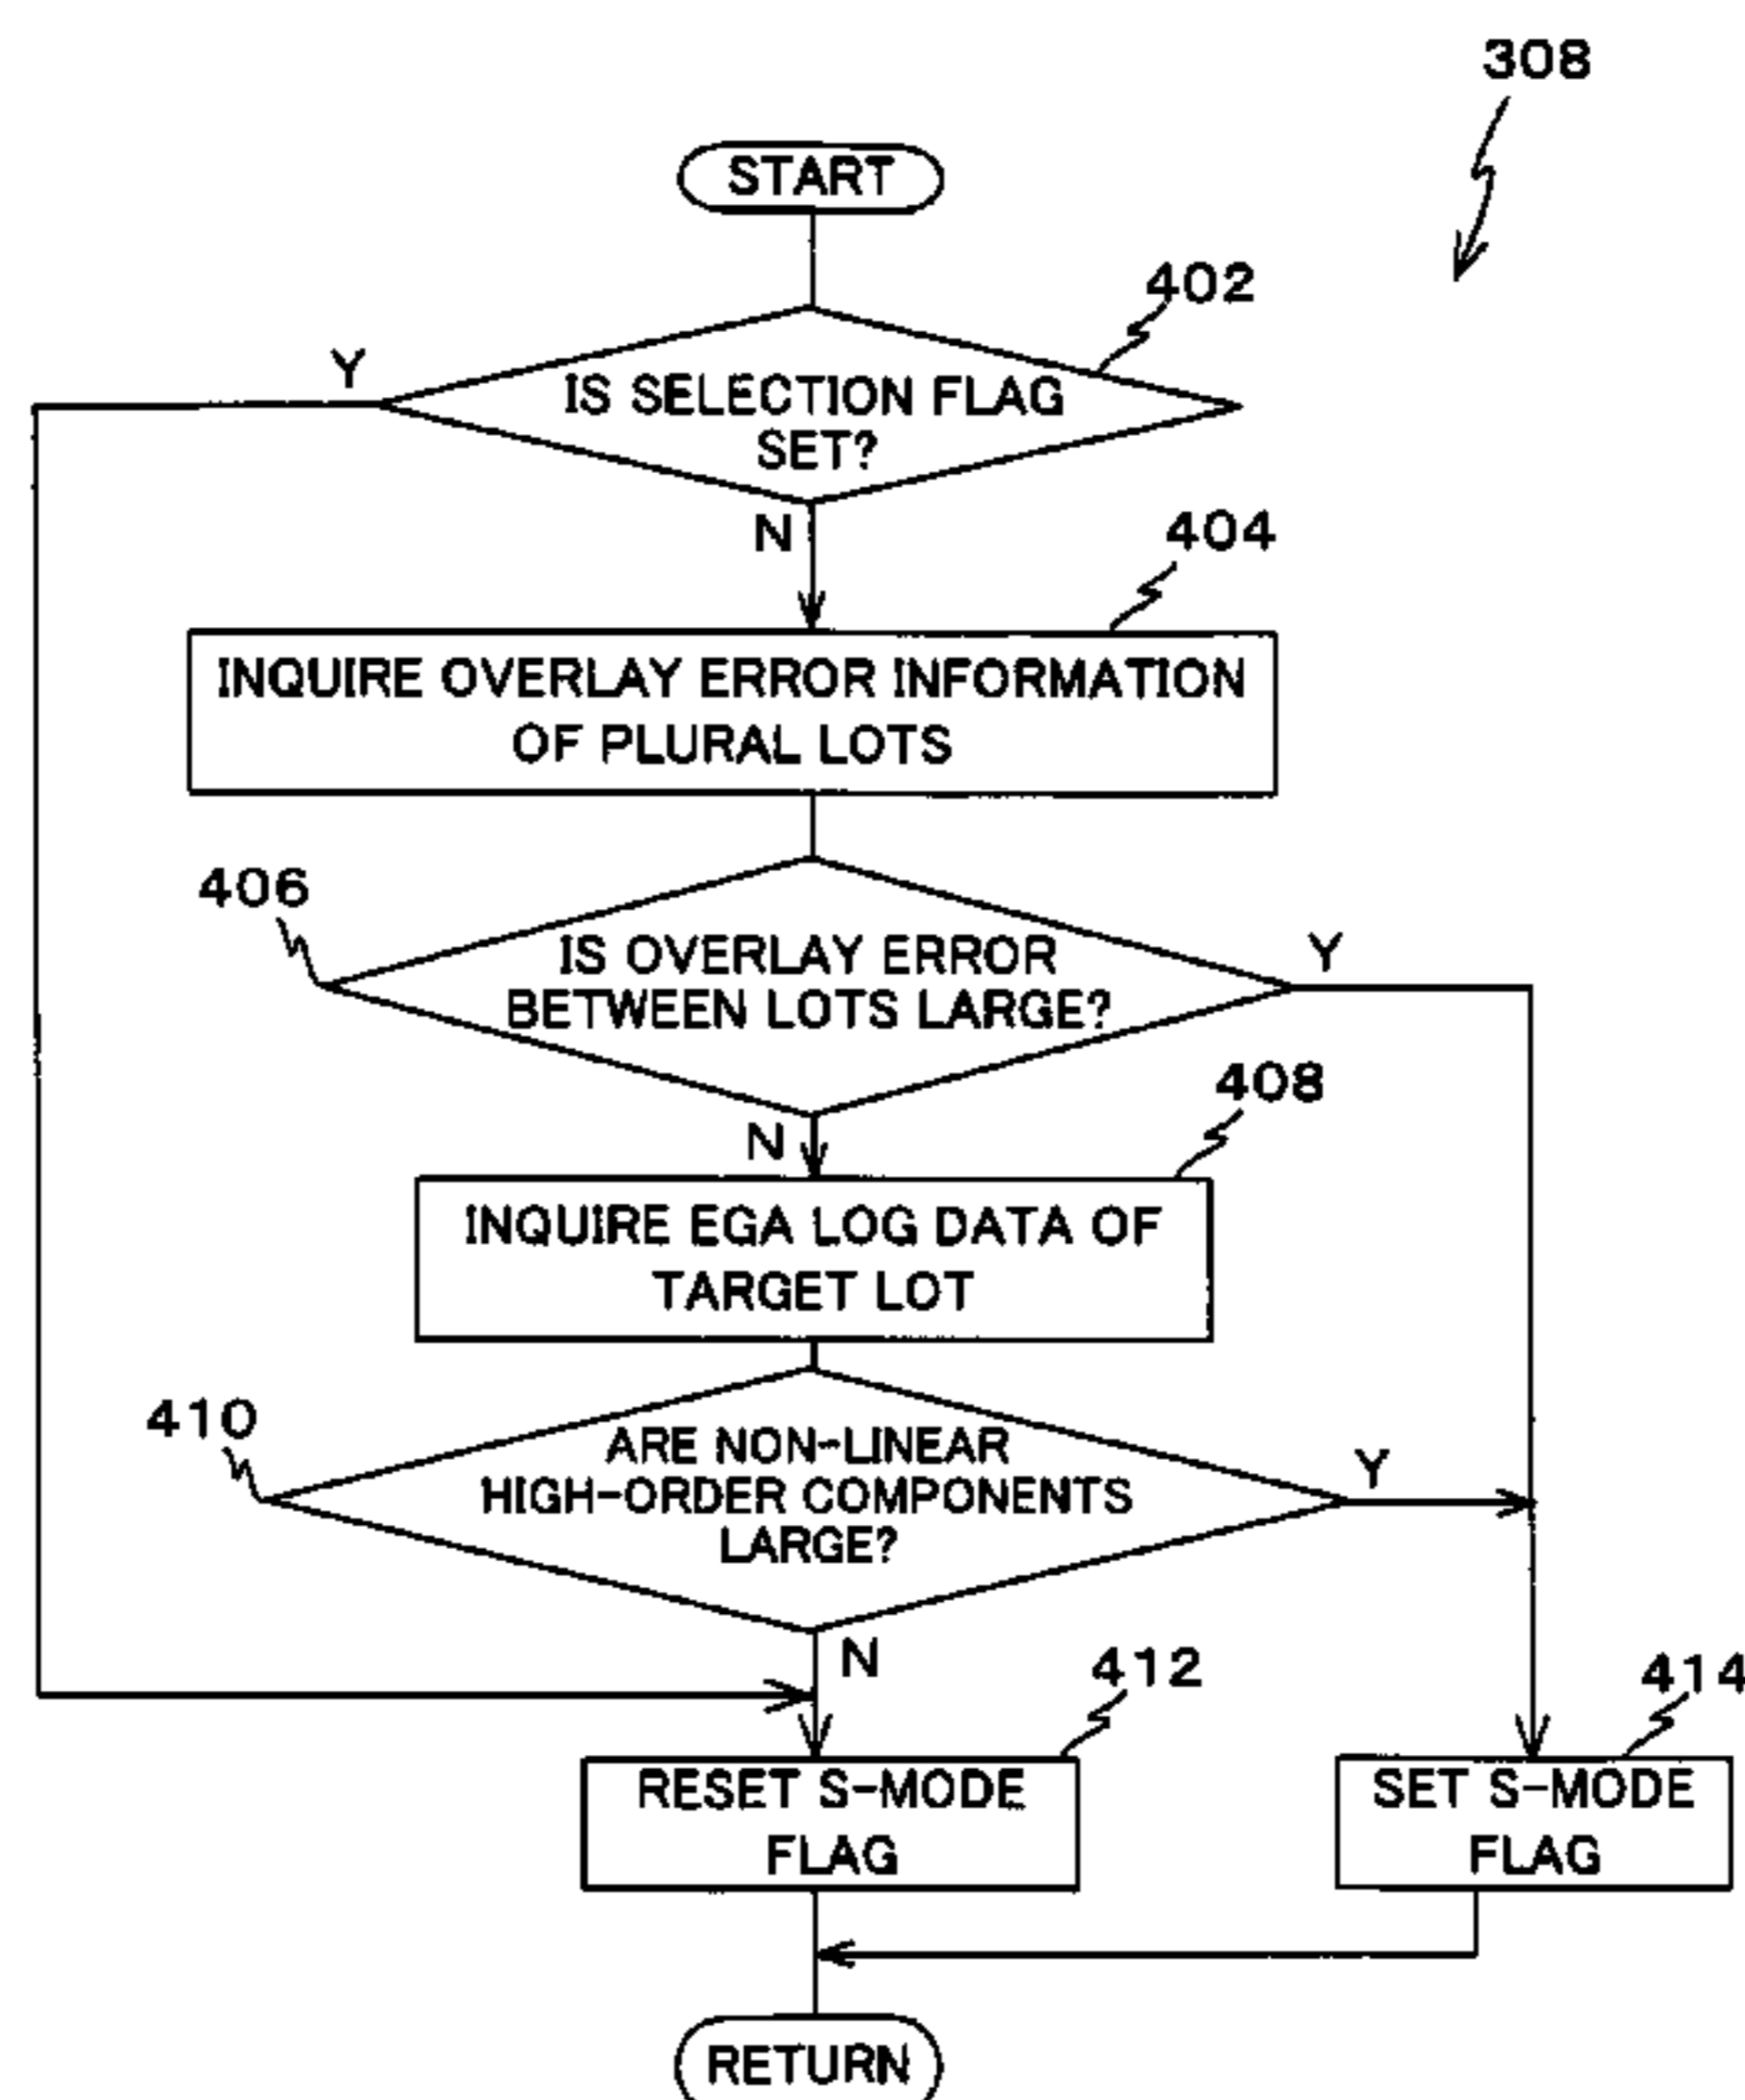 308
START
402
Y
IS SELECTION FLAG
SET?
N
404
INQUIRE OVERLAY ERROR INFORMATION
OF PLURAL LOTS
406
IS OVERLAY ERROR
BETWEEN LOTS LARGE?
Y
408
N
INQUIRE EGA LOG DATA OF
TARGET LOT
410
ARE NON-LINEAR
HIGH-ORDER COMPONENTS
LARGE?
Y
N
412
414
RESET S-MODE
FLAG
SET S-MODE
FLAG
RETURN